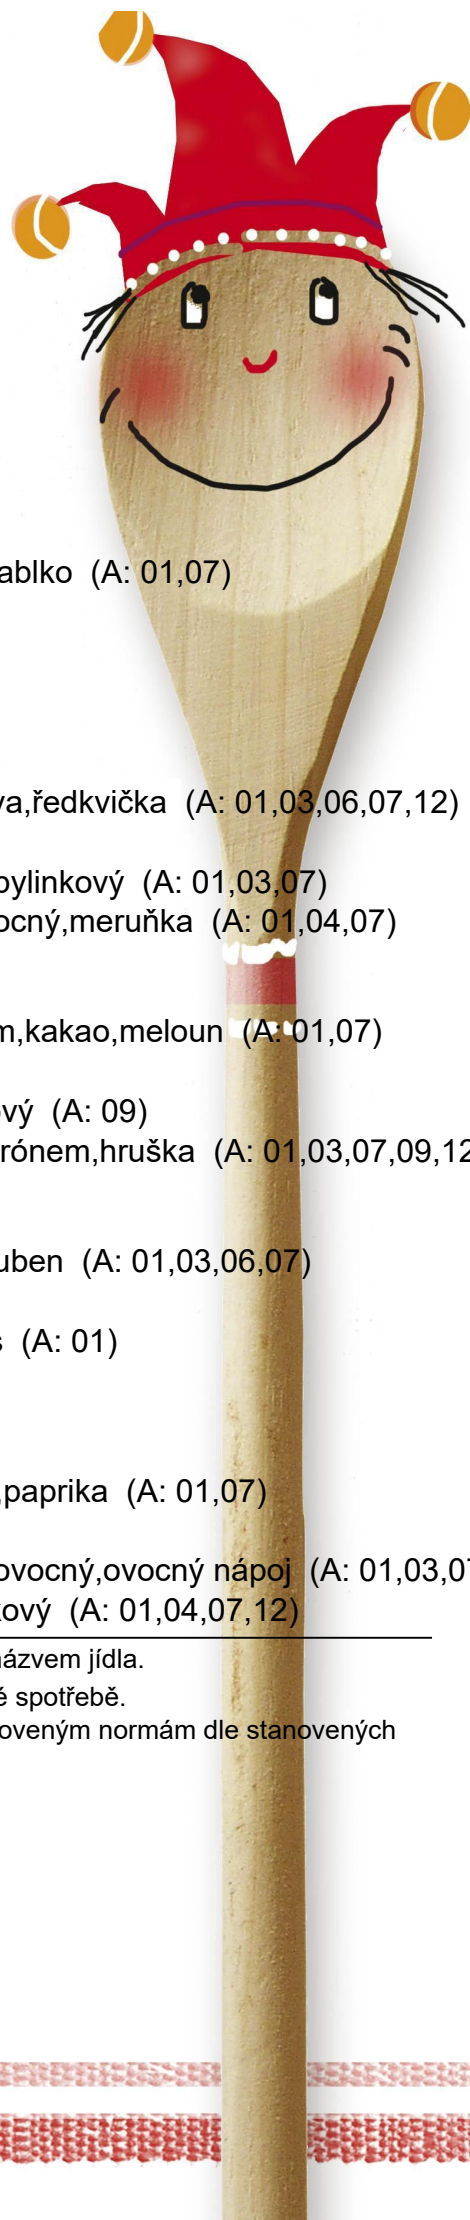 ablko (A: 01,07)
va,ředkvička (A: 01,03,06,07,12)
bylinkový (A: 01,03,07)
ocný,meruňka (A: 01,04,07)
m,kakao,meloun (A: 01,07)
ový (A: 09)
rónem,hruška (A: 01,03,07,09,12
uben (A: 01,03,06,07)
s (A: 01)
,paprika (A: 01,07)
ovocný,ovocný nápoj (A: 01,03,07
kový (A: 01,04,07,12)
názvem jídla.
é spotřebě.
oveným normám dle stanovených